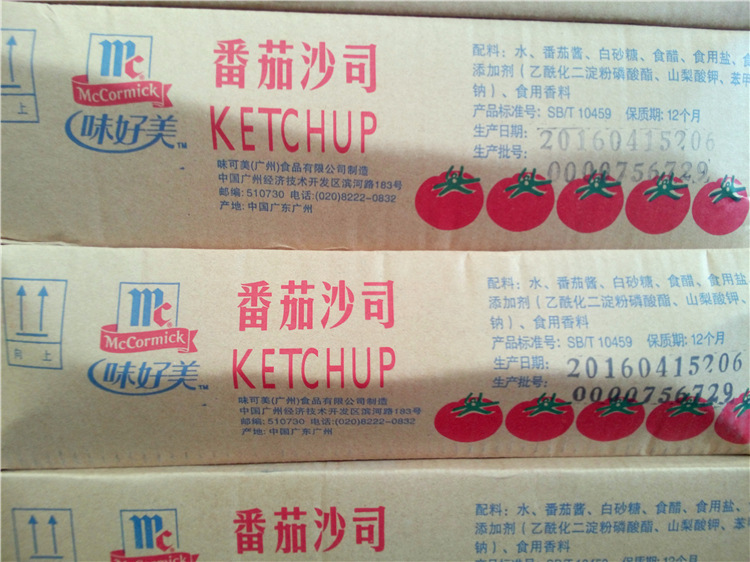 上
mc
McCormick
味好美™
番茄沙司
KETCHUP
味可美(广州)食品有限公司制造
中国广州经济技术开发区滨河路183号
邮编: 510730 电话:(020)8222-0832
产地: 中国广东广州
配料: 水、番茄酱、白砂糖、食醋、食用盐、食
添加剂(乙酰化二淀粉磷酸酯、山梨酸钾、苯甲
钠)、食用香料
产品标准号: SB/T 10459 保质期: 12个月
生产日期: 20160415206
生产批号: 0000756729
向上
mc
McCormick
味好美™
番茄沙司
KETCHUP
味可美(广州)食品有限公司制造
中国广州经济技术开发区滨河路183号
邮编: 510730 电话:(020)8222-0832
产地: 中国广东广州
配料: 水、番茄酱、白砂糖、食醋、食用盐
添加剂(乙酰化二淀粉磷酸酯、山梨酸钾、
钠)、食用香料
产品标准号: SB/T 10459 保质期: 12个月
生产日期: 20160415206
生产批号: 0000756729
mc
McCormick
番茄沙司
配料: 水、番茄酱、白砂糖、食醋、食用盐、
添加剂(乙酰化二淀粉磷酸酯、山梨酸钾、苯甲
钠)、食用香料